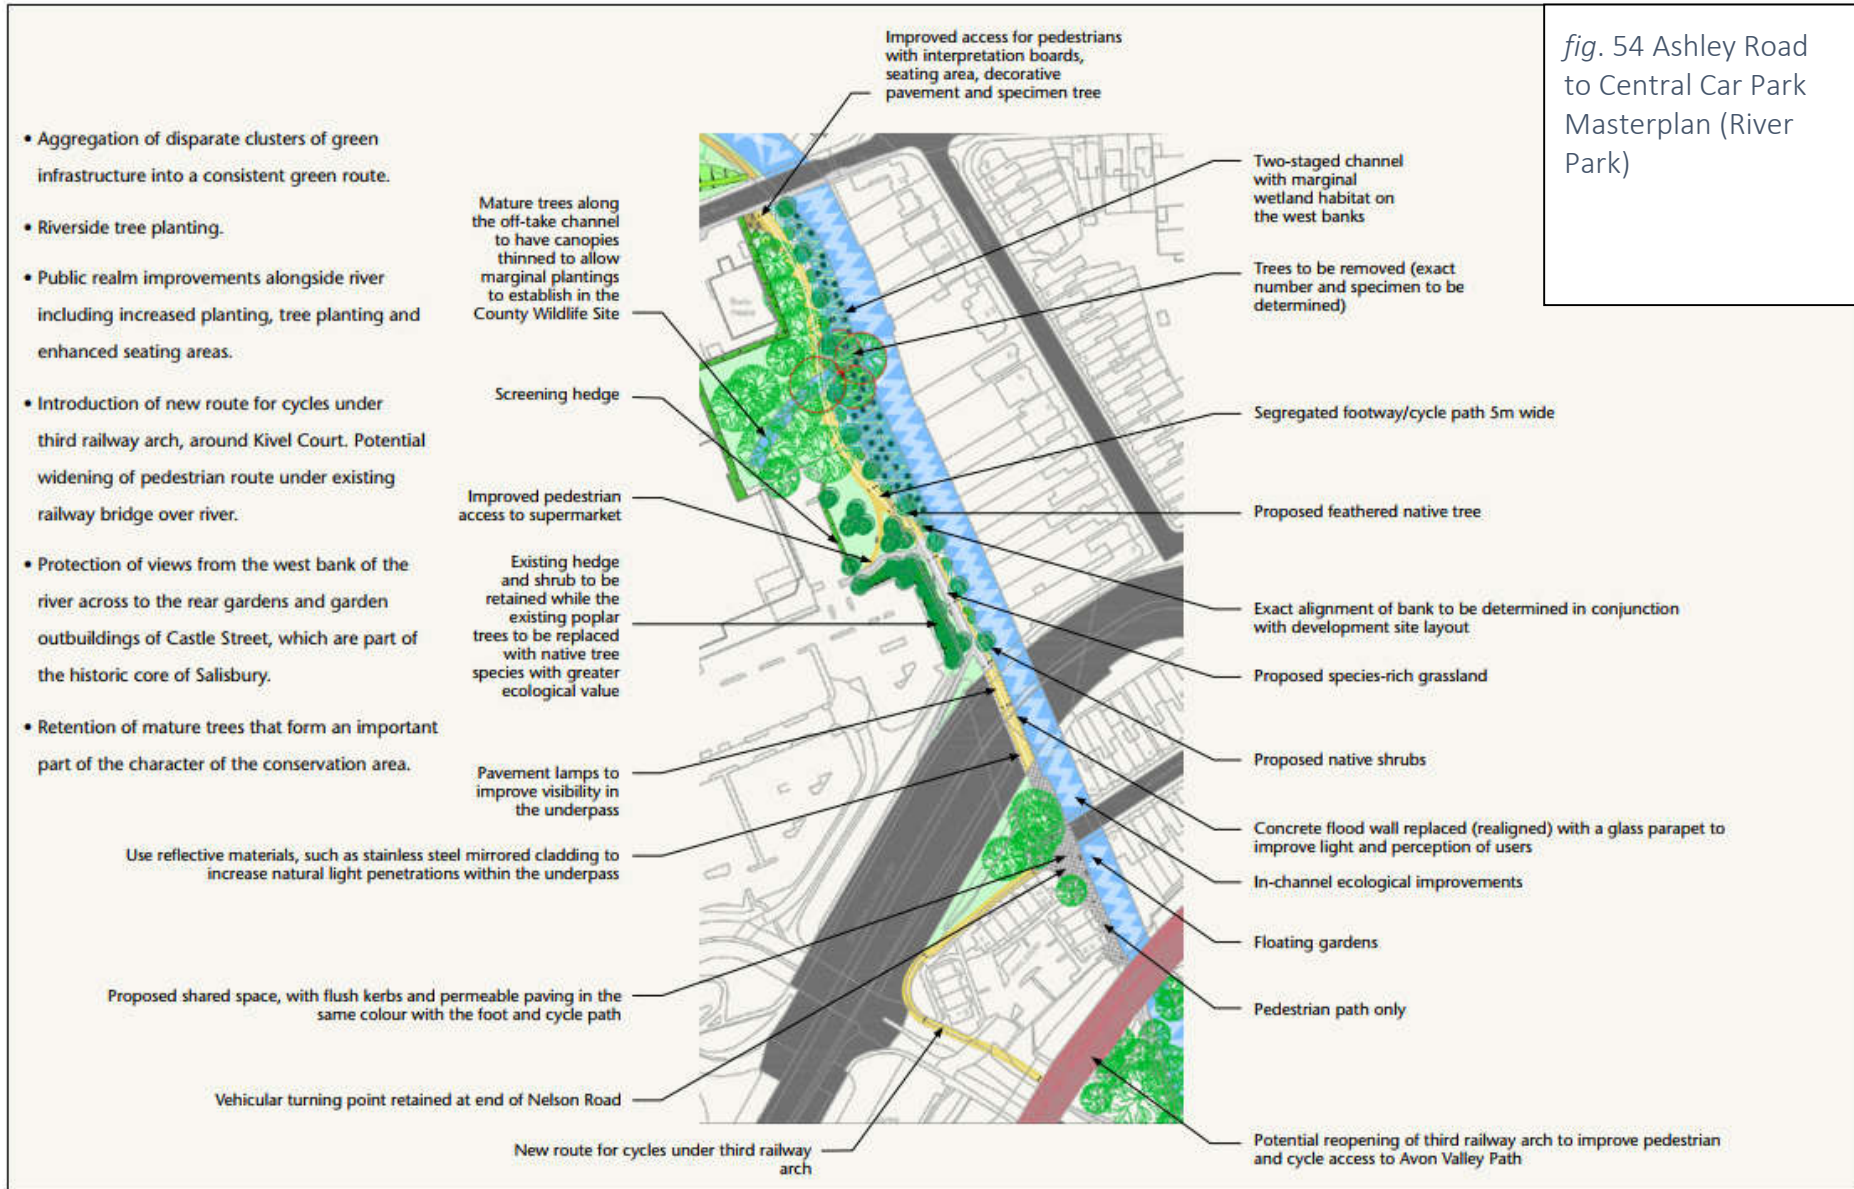 fig. 54 Ashley Road
to Central Car Park
Masterplan (River
Park)
• Aggregation of disparate clusters of green
infrastructure into a consistent green route.
• Riverside tree planting.
• Public realm improvements alongside river
including increased planting, tree planting and
enhanced seating areas.
• Introduction of new route for cycles under
third railway arch, around Kivel Court. Potential
widening of pedestrian route under existing
railway bridge over river.
• Protection of views from the west bank of the
river across to the rear gardens and garden
outbuildings of Castle Street, which are part of
the historic core of Salisbury.
• Retention of mature trees that form an important
part of the character of the conservation area.
Improved access for pedestrians
with interpretation boards,
seating area, decorative
pavement and specimen tree
Mature trees along
the off-take channel
to have canopies
thinned to allow
marginal plantings
to establish in the
County Wildlife Site
Screening hedge
Improved pedestrian
access to supermarket
Existing hedge
and shrub to be
retained while the
existing poplar
trees to be replaced
with native tree
species with greater
ecological value
Pavement lamps to
improve visibility in
the underpass
Use reflective materials, such as stainless steel mirrored cladding to
increase natural light penetrations within the underpass
Proposed shared space, with flush kerbs and permeable paving in the
same colour with the foot and cycle path
Vehicular turning point retained at end of Nelson Road
New route for cycles under third railway
arch
Two-staged channel
with marginal
wetland habitat on
the west banks
Trees to be removed (exact
number and specimen to be
determined)
Segregated footway/cycle path 5m wide
Proposed feathered native tree
Exact alignment of bank to be determined in conjunction
with development site layout
Proposed species-rich grassland
Proposed native shrubs
Concrete flood wall replaced (realigned) with a glass parapet to
improve light and perception of users
In-channel ecological improvements
Floating gardens
Pedestrian path only
Potential reopening of third railway arch to improve pedestrian
and cycle access to Avon Valley Path